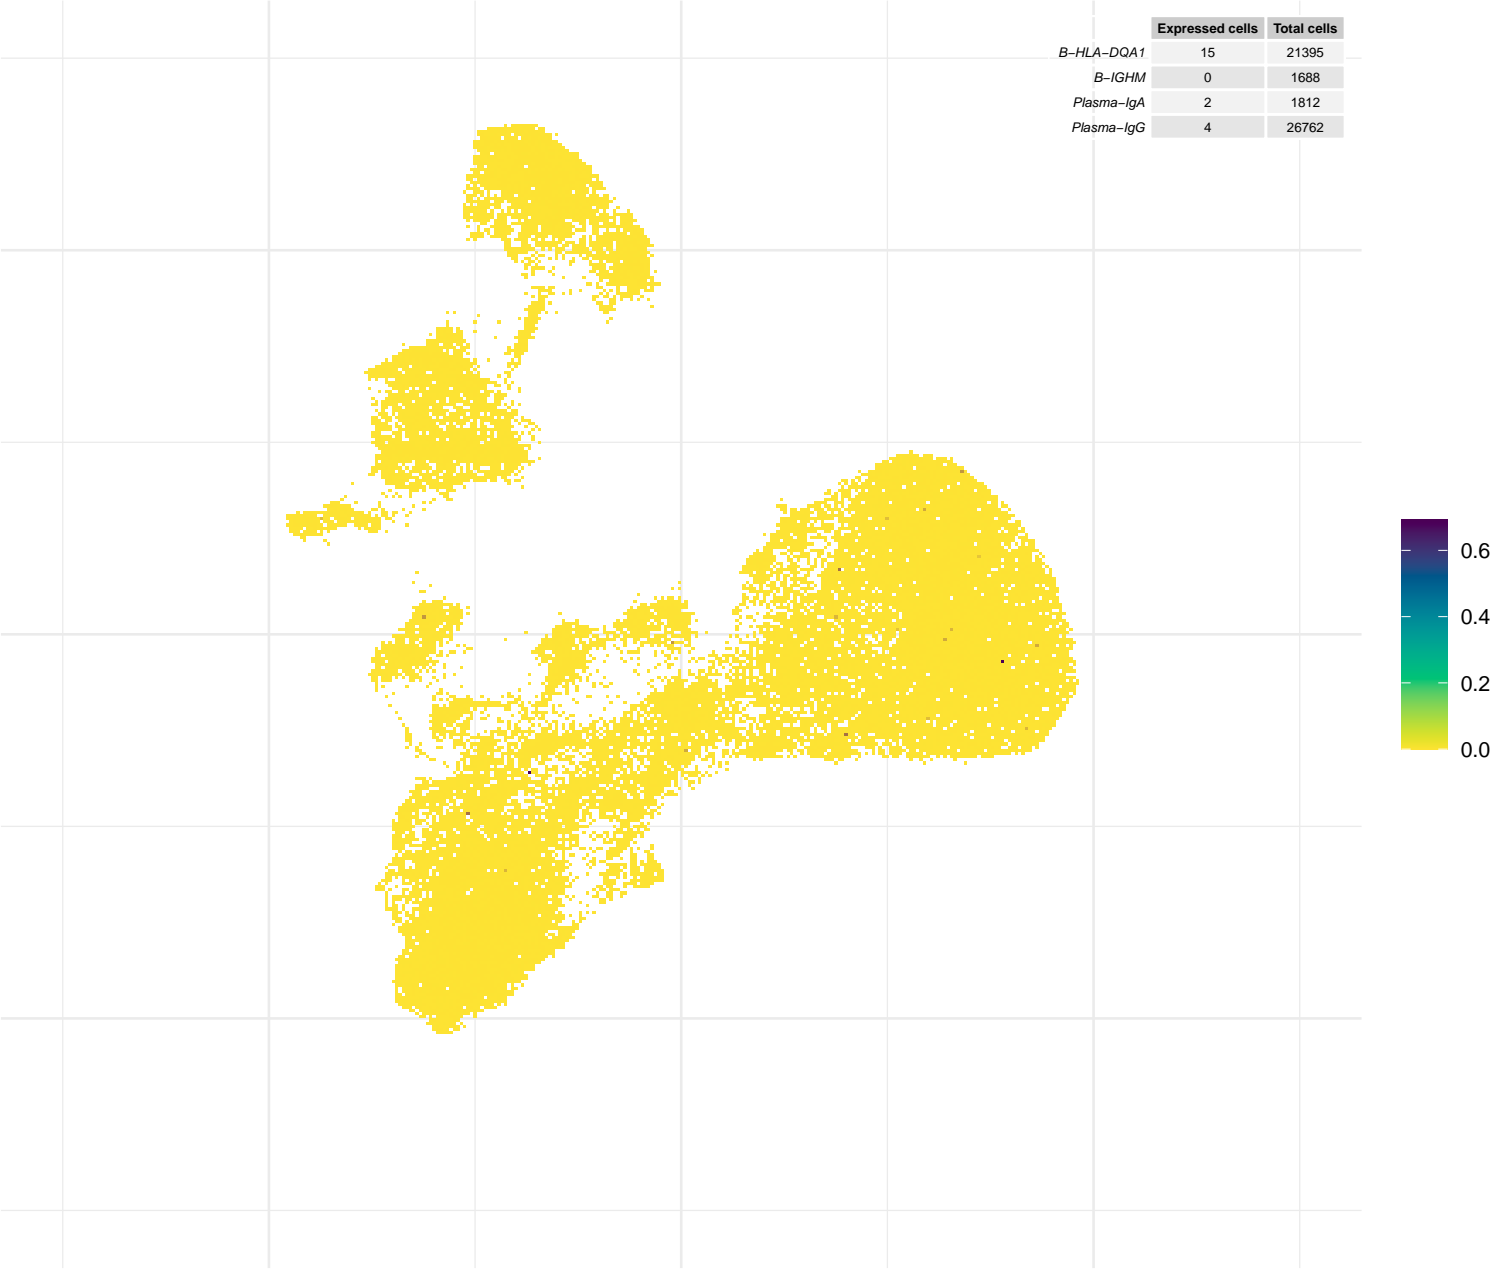 Expressed cells Total cells
B−HLA−DQA1 15 21395
B−IGHM 0 1688
Plasma−IgA 2 1812
Plasma−IgG 4 26762
0.6
0.4
0.2
0.0